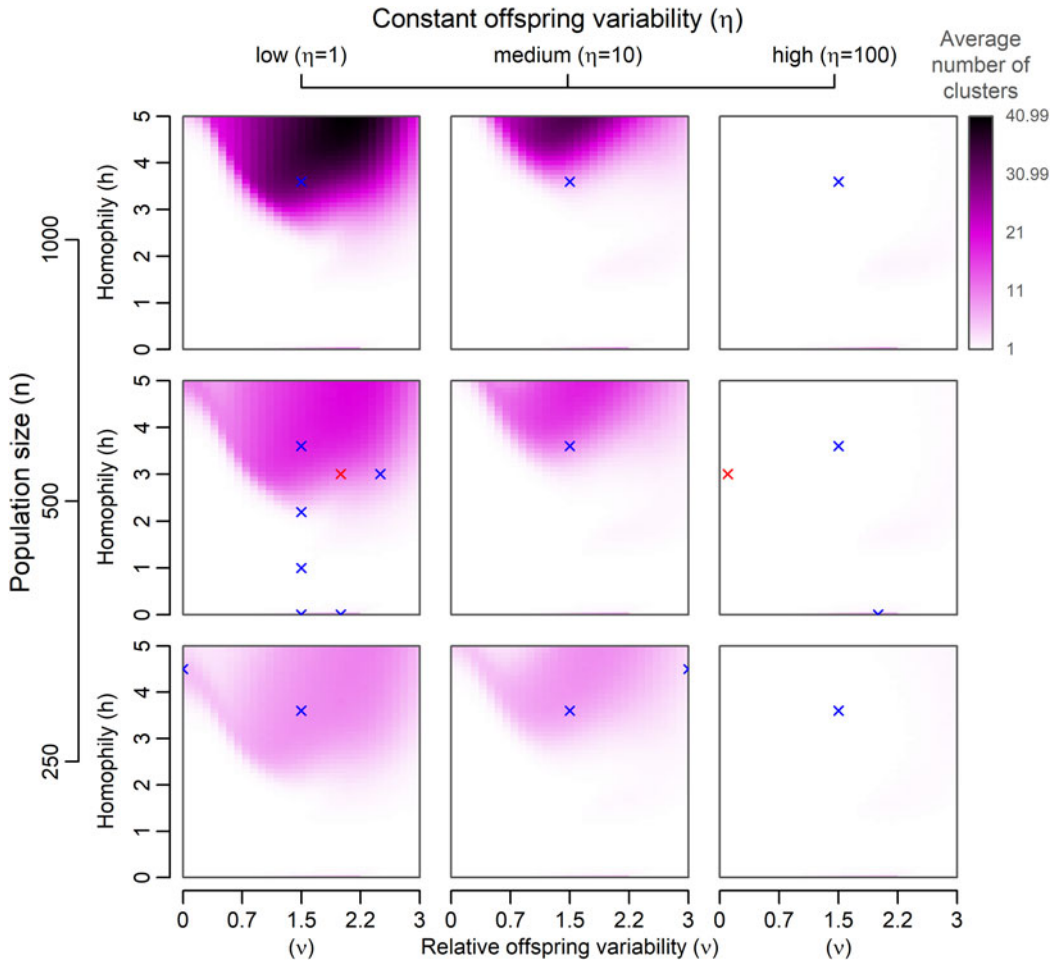 Constant offspring variability (η)
low (η=1)
medium (η=10)
high (η=100)
Average
number of
clusters
40.99
30.99
21
11
1
Population size (n)
1000
500
250
Homophily (h)
5
4
3
2
1
0
Homophily (h)
5
4
3
2
1
0
Homophily (h)
5
4
3
2
1
0
0 0.7 1.5 2.2 3
0 0.7 1.5 2.2 3
0 0.7 1.5 2.2 3
(ν)
Relative offspring variability (ν)
(ν)